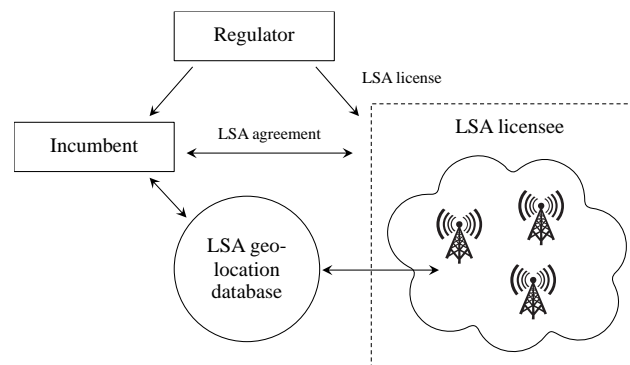 Regulator
LSA license
Incumbent
LSA agreement
LSA licensee
LSA geo-
location
database